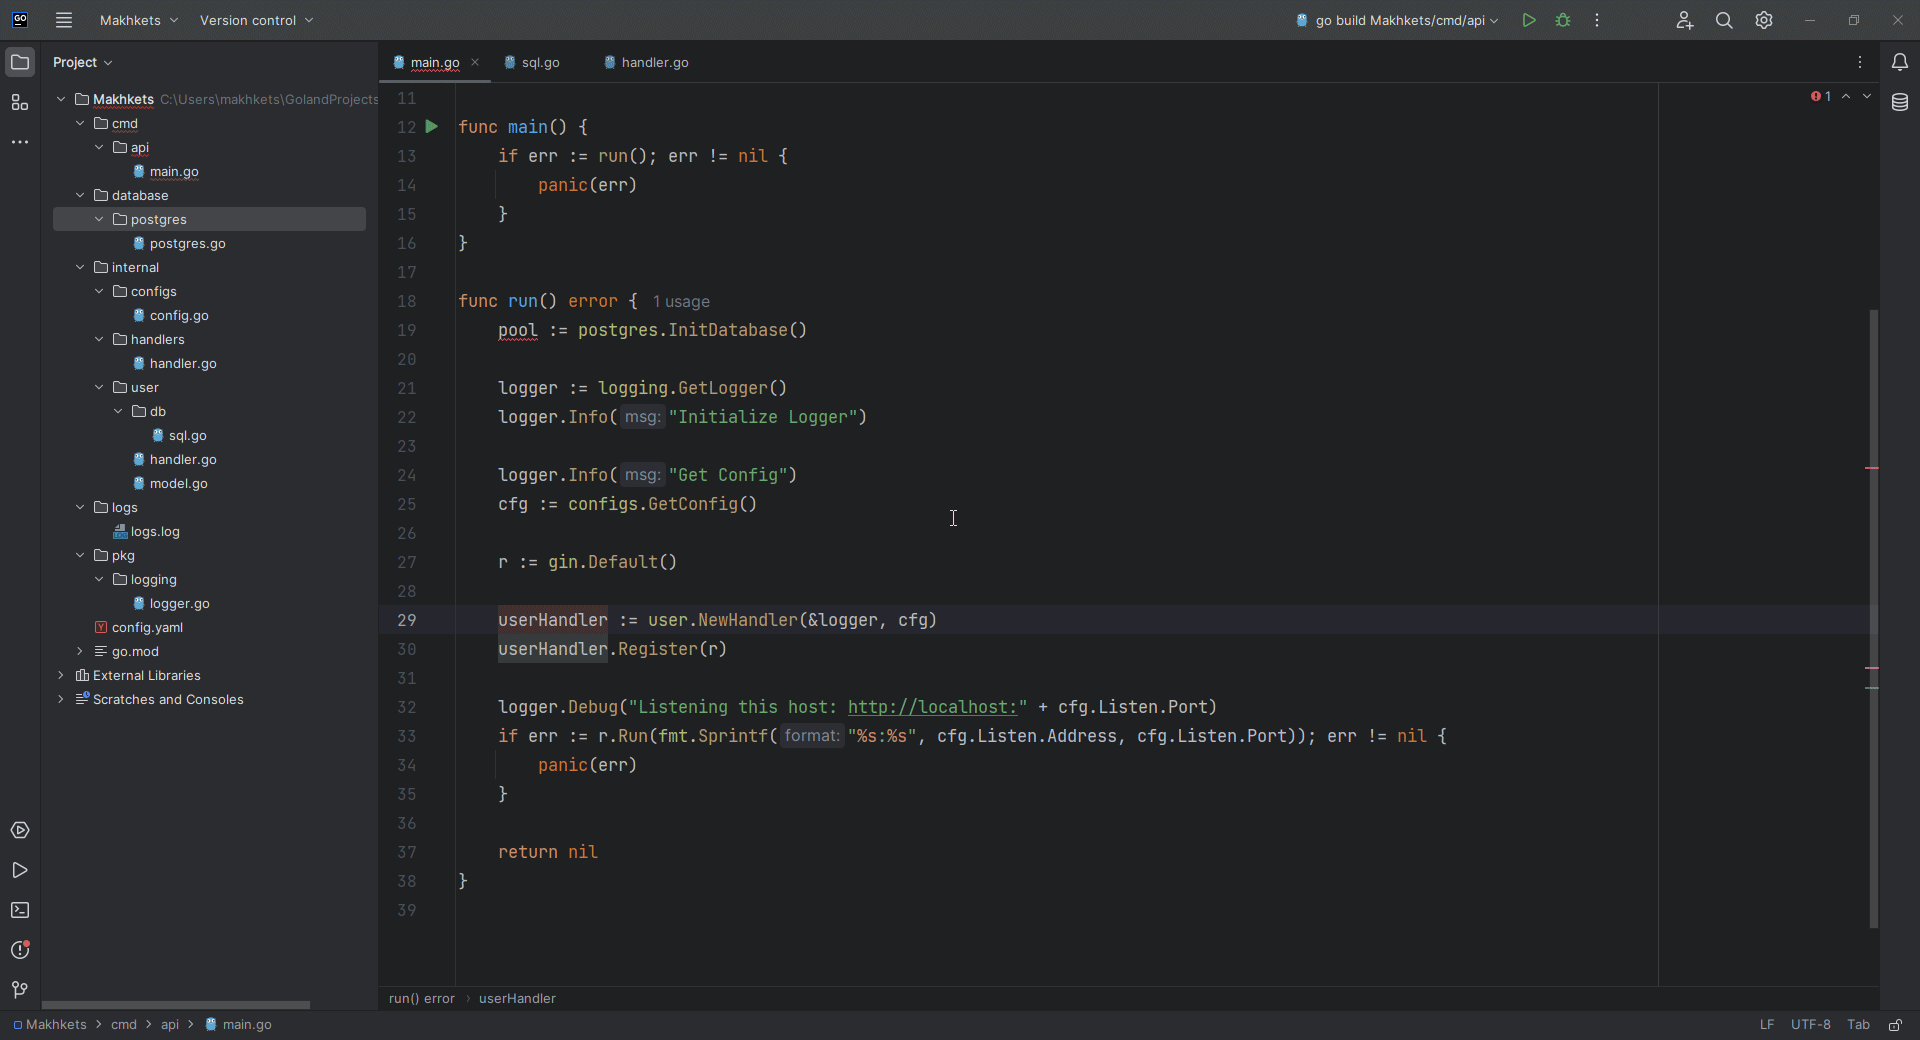 GO
Makhkets
Version control
go build Makhkets/cmd/api
Project
Makhkets C:\Users\makhkets\GolandProjects
cmd
api
main.go
database
postgres
postgres.go
internal
configs
config.go
handlers
handler.go
user
db
sql.go
handler.go
model.go
logs
logs.log
pkg
logging
logger.go
config.yaml
go.mod
External Libraries
Scratches and Consoles
main.go
sql.go
handler.go
1
11
12 func main() {
13 if err := run(); err != nil {
14 panic(err)
15 }
16 }
17
18 func run() error { 1 usage
19 pool := postgres.InitDatabase()
20
21 logger := logging.GetLogger()
22 logger.Info( msg: "Initialize Logger")
23
24 logger.Info( msg: "Get Config")
25 cfg := configs.GetConfig()
26
27 r := gin.Default()
28
29 userHandler := user.NewHandler(&logger, cfg)
30 userHandler.Register(r)
31
32 logger.Debug("Listening this host: http://localhost:" + cfg.Listen.Port)
33 if err := r.Run(fmt.Sprintf( format: "%s:%s", cfg.Listen.Address, cfg.Listen.Port)); err != nil {
34 panic(err)
35 }
36
37 return nil
38 }
39
run() error › userHandler
Makhkets > cmd > api > main.go
LF UTF-8 Tab